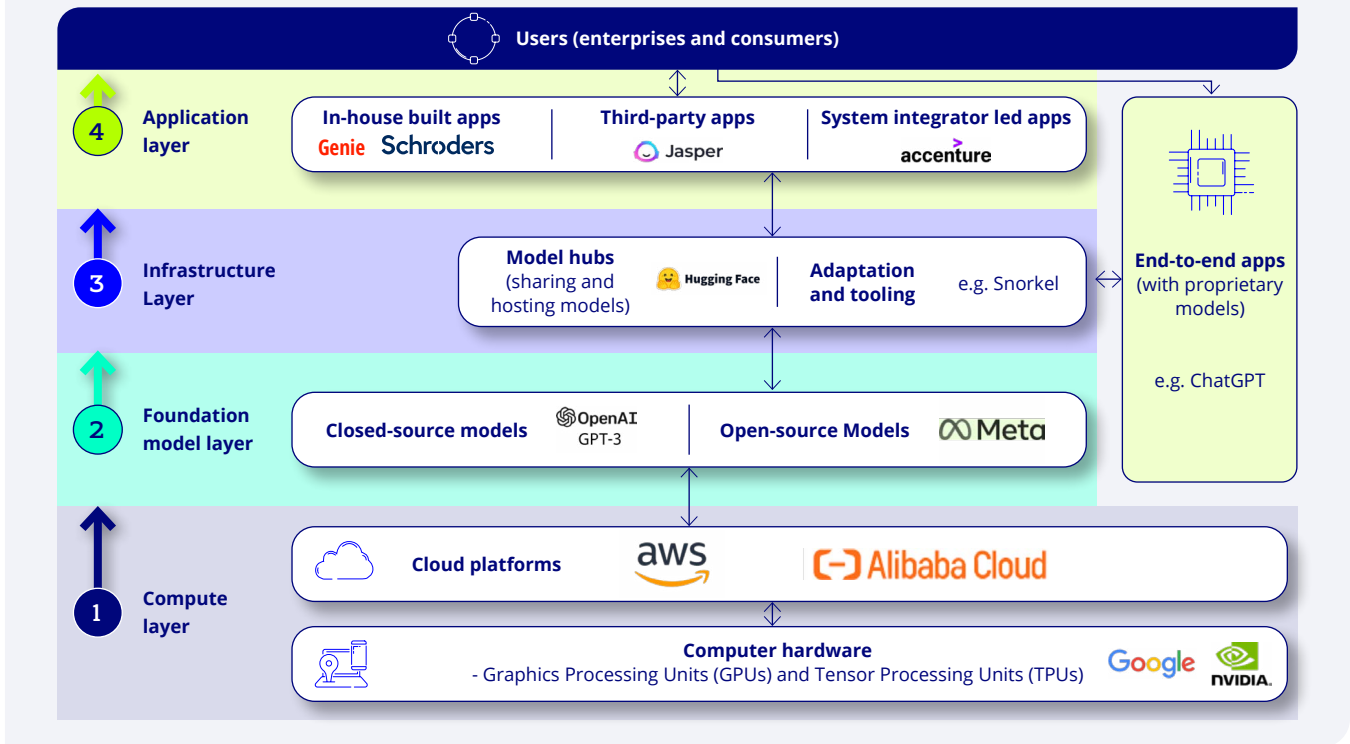 Users (enterprises and consumers)
4
Application
layer
In-house built apps
Genie Schroders
Third-party apps
Jasper
System integrator led apps
accenture
3
Infrastructure
Layer
Model hubs
(sharing and
hosting models)
Hugging Face
Adaptation
and tooling
e.g. Snorkel
End-to-end apps
(with proprietary
models)
e.g. ChatGPT
2
Foundation
model layer
Closed-source models
OpenAI
GPT-3
Open-source Models
Meta
1
Compute
layer
Cloud platforms
aws
Alibaba Cloud
Computer hardware
- Graphics Processing Units (GPUs) and Tensor Processing Units (TPUs)
Google
NVIDIA.